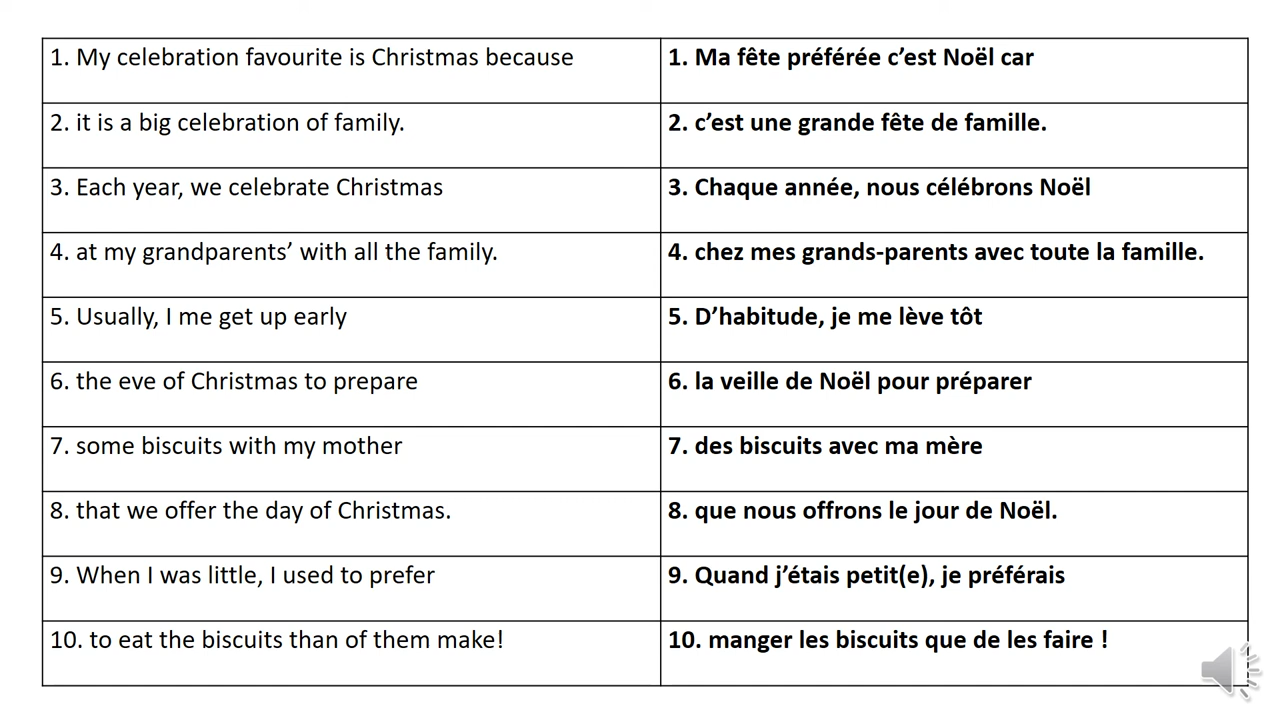 1. My celebration favourite is Christmas because
1. Ma fête préférée c’est Noël car
2. it is a big celebration of family.
2. c’est une grande fête de famille.
3. Each year, we celebrate Christmas
3. Chaque année, nous célébrons Noël
4. at my grandparents’ with all the family.
4. chez mes grands-parents avec toute la famille.
5. Usually, I me get up early
5. D’habitude, je me lève tôt
6. the eve of Christmas to prepare
6. la veille de Noël pour préparer
7. some biscuits with my mother
7. des biscuits avec ma mère
8. that we offer the day of Christmas.
8. que nous offrons le jour de Noël.
9. When I was little, I used to prefer
9. Quand j’étais petit(e), je préférais
10. to eat the biscuits than of them make!
10. manger les biscuits que de les faire !